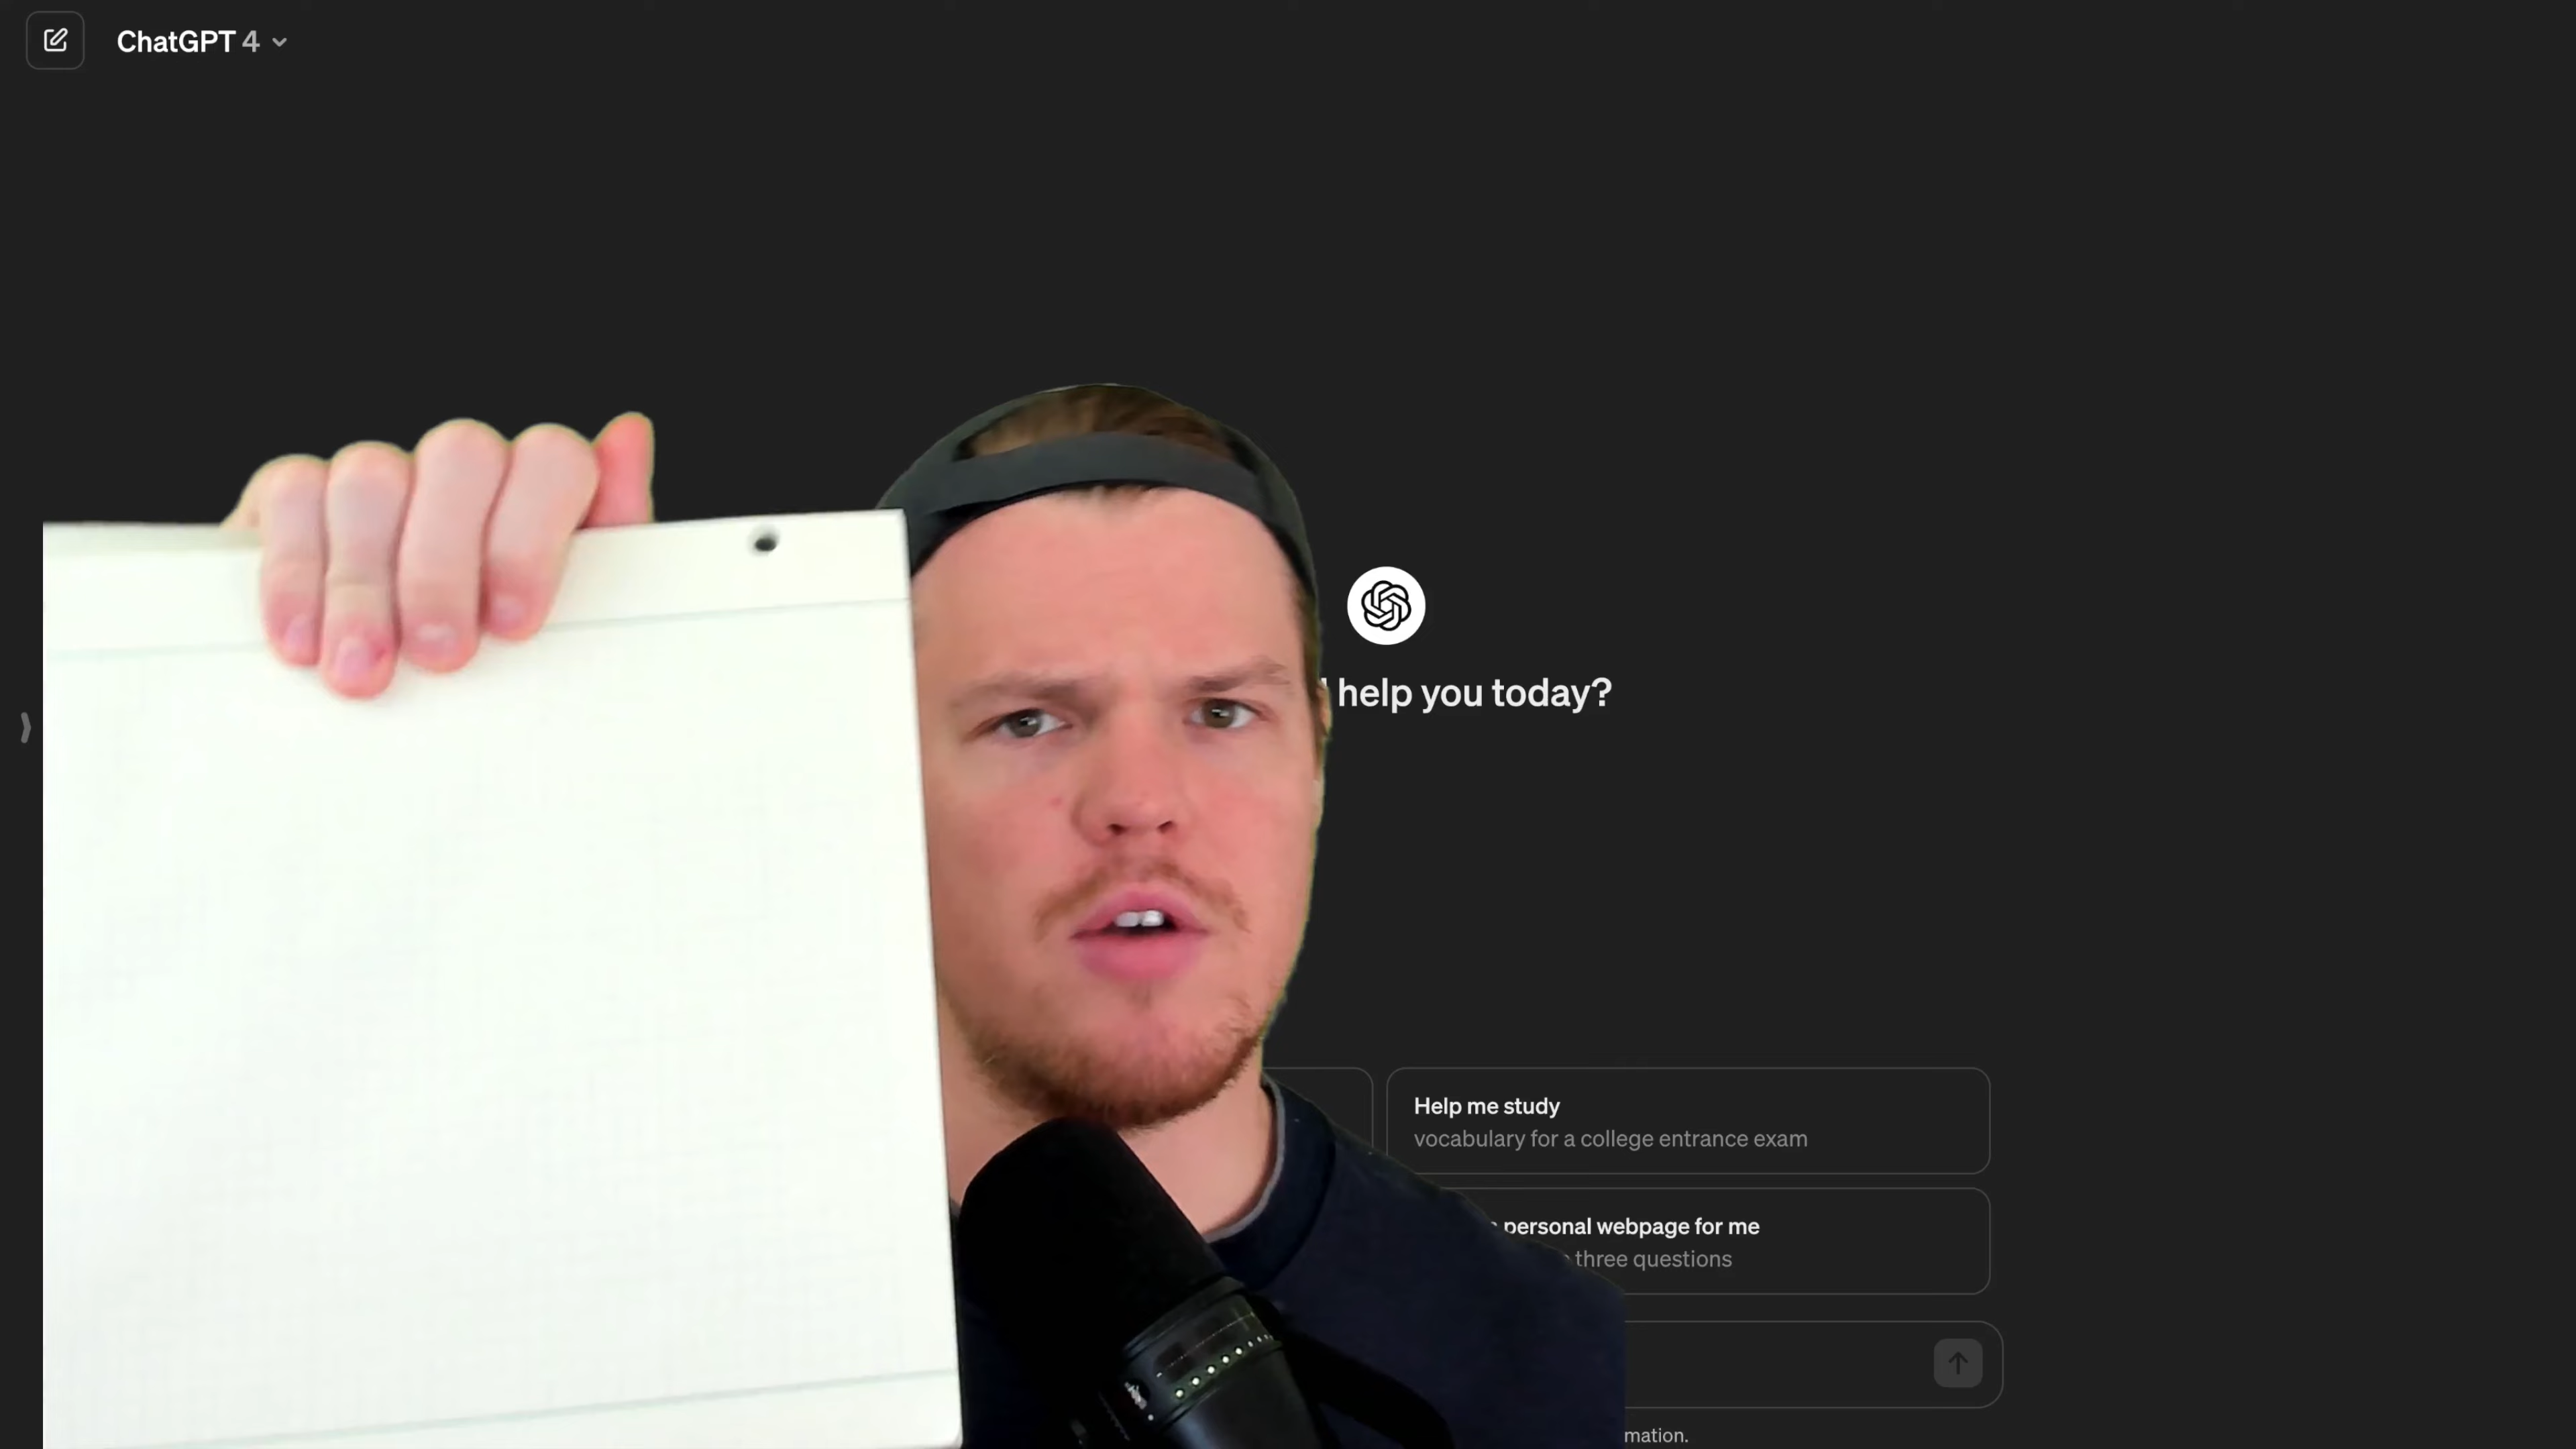 ChatGPT 4
help you today?
Help me study
vocabulary for a college entrance exam
personal webpage for me
three questions
mation.